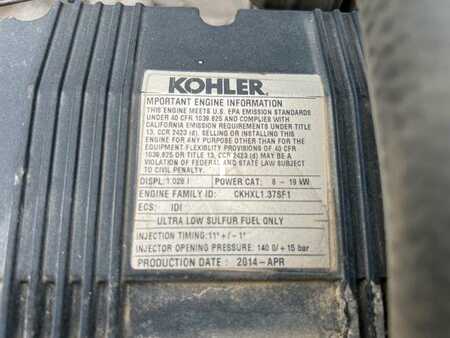 KOHLER
MPORTANT ENGINE INFORMATION
THIS ENGINE MEETS U.S. EPA EMISSION STANDARDS
UNDER 40 CFR 1039.625 AND COMPLIER WITH
CALIFORNIA EMISSION REQUIREMENTS UNDER TITLE
13, CCR 2423 (d). SELLING OR INSTALLING THIS
ENGINE FOR ANY PURPOSE OTHER THAN FOR THE
EQUIPMENT FLEXIBILITY PROVISIONS OF 40 CFR
1039.625 OR TITLE 13, CCR 2423 (d) MAY BE A
VIOLATION OF FEDERAL AND STATE LAW SUBJECT
TO CIVIL PENALTY.
DISPL: 1.028 l POWER CAT.: 8 - 19 kW
ENGINE FAMILY ID: CKHXL1.37SF1
ECS: IDI
ULTRA LOW SULFUR FUEL ONLY
INJECTION TIMING: 11° + / - 1°
INJECTOR OPENING PRESSURE: 140 0/ + 15 bar
PRODUCTION DATE: 2014 - APR